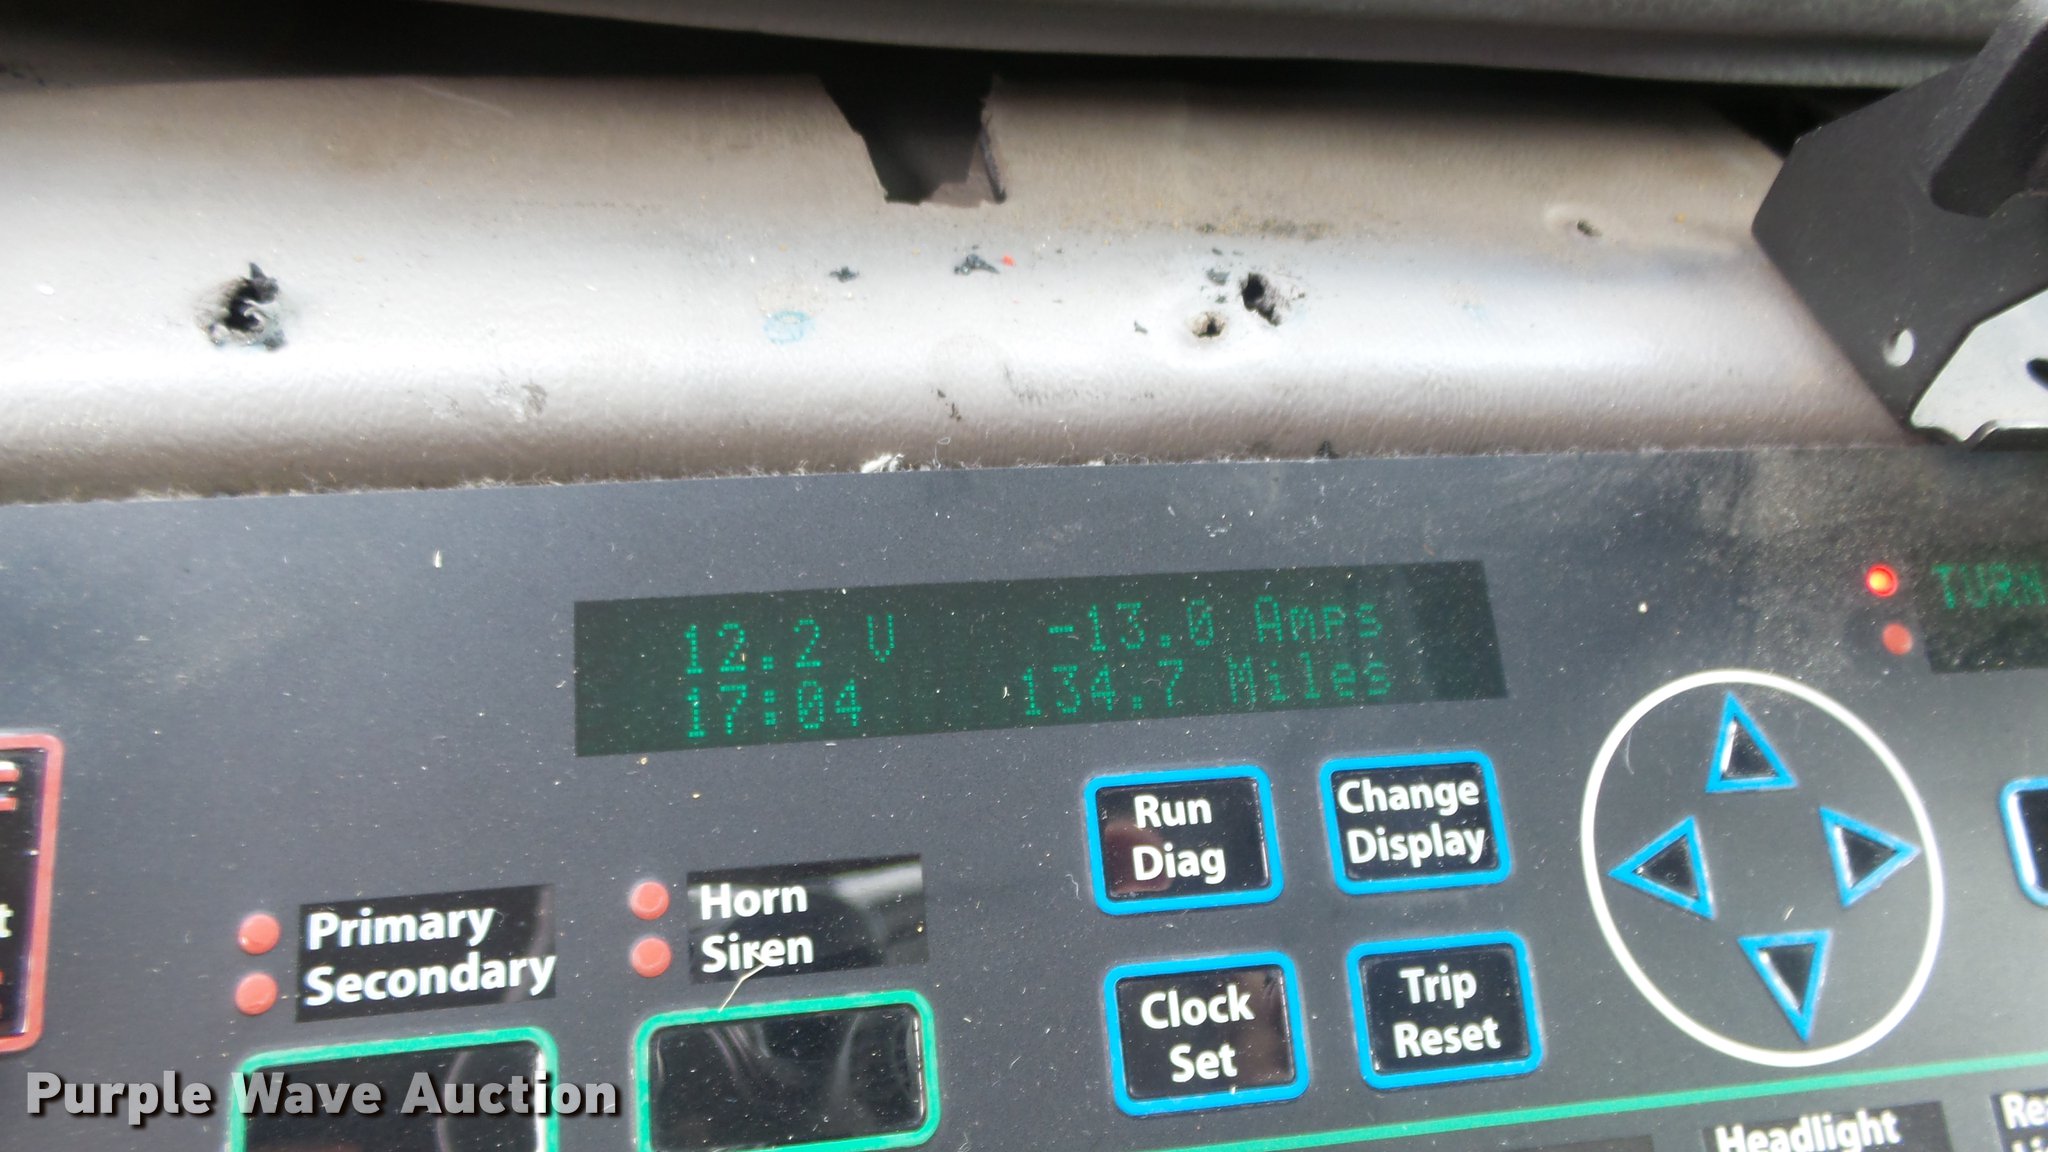 12.2 V -13.0 Amps
17:04 134.7 Miles
TURN
Run
Diag
Change
Display
Primary
Secondary
Horn
Siren
Clock
Set
Trip
Reset
Headlight
Purple Wave Auction